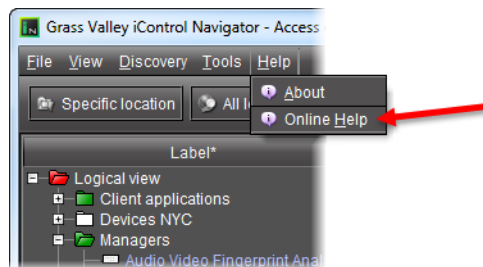 Grass Valley iControl Navigator - Access
File View Discovery Tools Help
About
Specific location All
Online Help
Label*
Logical view
Client applications
Devices NYC
Managers
Audio Video Fingerprint